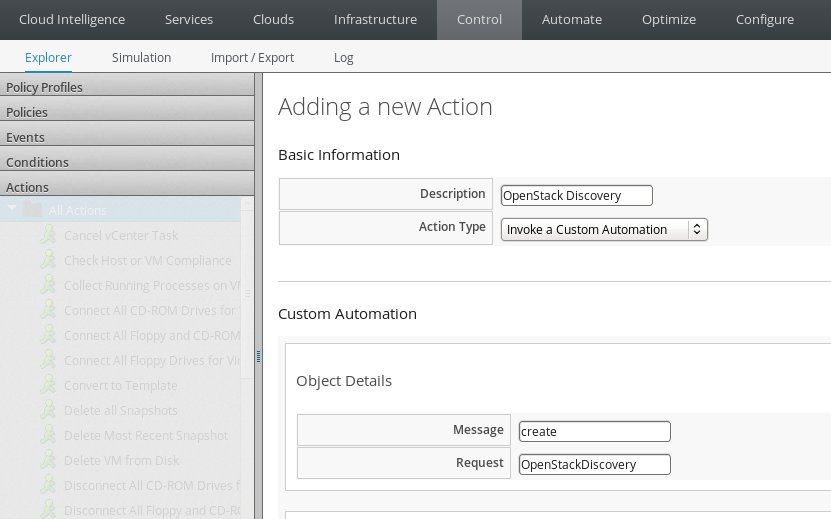 Cloud Intelligence Services Clouds Infrastructure Control Automate Optimize Configure
Explorer Simulation Import / Export Log
Policy Profiles
Policies
Events
Conditions
Actions
All Actions
Cancel vCenter Task
Check Host or VM Compliance
Collect Running Processes on VM
Connect All CD-ROM Drives for
Connect All Floppy and CD-ROM
Connect All Floppy Drives for Vir
Convert to Template
Delete all Snapshots
Delete Most Recent Snapshot
Delete VM from Disk
Disconnect All CD-ROM Drives f
Disconnect All Floppy and CD-RO
Adding a new Action
Basic Information
Description OpenStack Discovery
Action Type Invoke a Custom Automation
Custom Automation
Object Details
Message create
Request OpenStackDiscovery